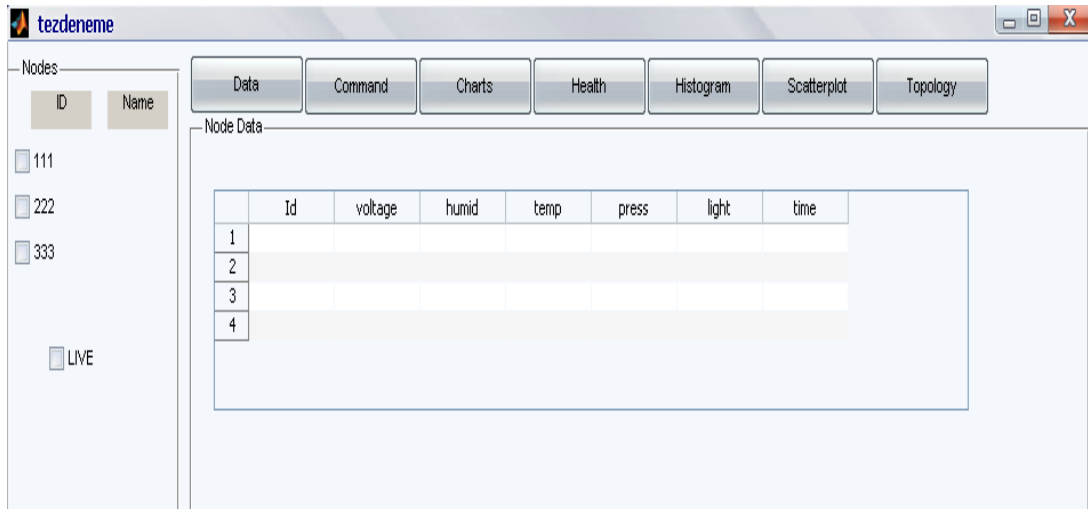 tezdeneme
Nodes
ID Name
111
222
333
LIVE
Data Command Charts Health Histogram Scatterplot Topology
Node Data
Id voltage humid temp press light time
1
2
3
4